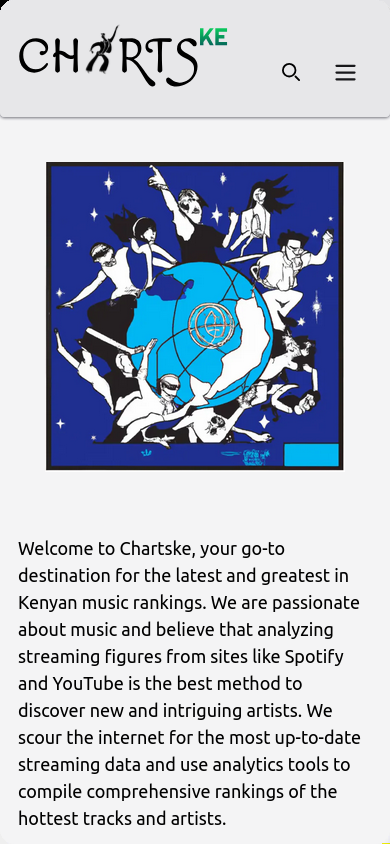 CHARTS KE
Welcome to Chartske, your go-to
destination for the latest and greatest in
Kenyan music rankings. We are passionate
about music and believe that analyzing
streaming figures from sites like Spotify
and YouTube is the best method to
discover new and intriguing artists. We
scour the internet for the most up-to-date
streaming data and use analytics tools to
compile comprehensive rankings of the
hottest tracks and artists.